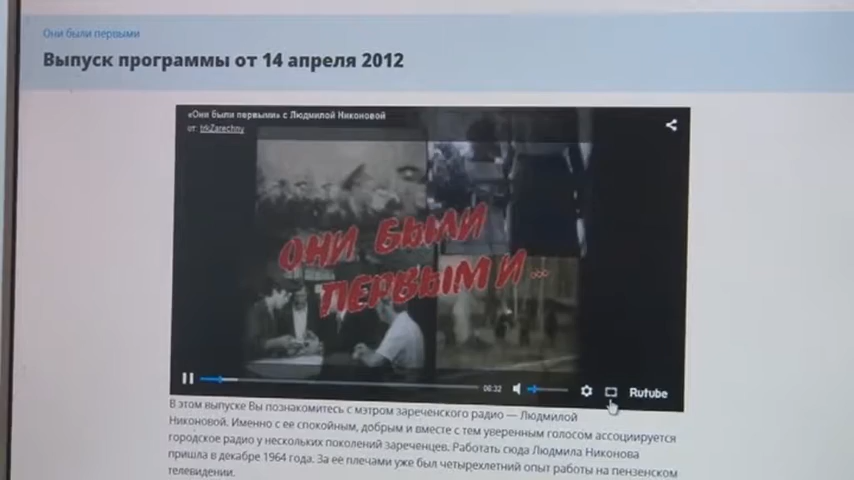 Они были первыми
Выпуск программы от 14 апреля 2012
«Они были первыми» с Людмилой Никоновой
от: trkZarechny
ОНИ БЫЛИ
ПЕРВЫМИ...
06:32
Rutube
В этом выпуске Вы познакомитесь с мэтром зареченского радио — Людмилой
Никоновой. Именно с ее спокойным, добрым и вместе с тем уверенным голосом ассоциируется
городское радио у нескольких поколений зареченцев. Работать сюда Людмила Никонова
пришла в декабре 1964 года. За ее плечами уже был четырехлетний опыт работы на пензенском
телевидении.